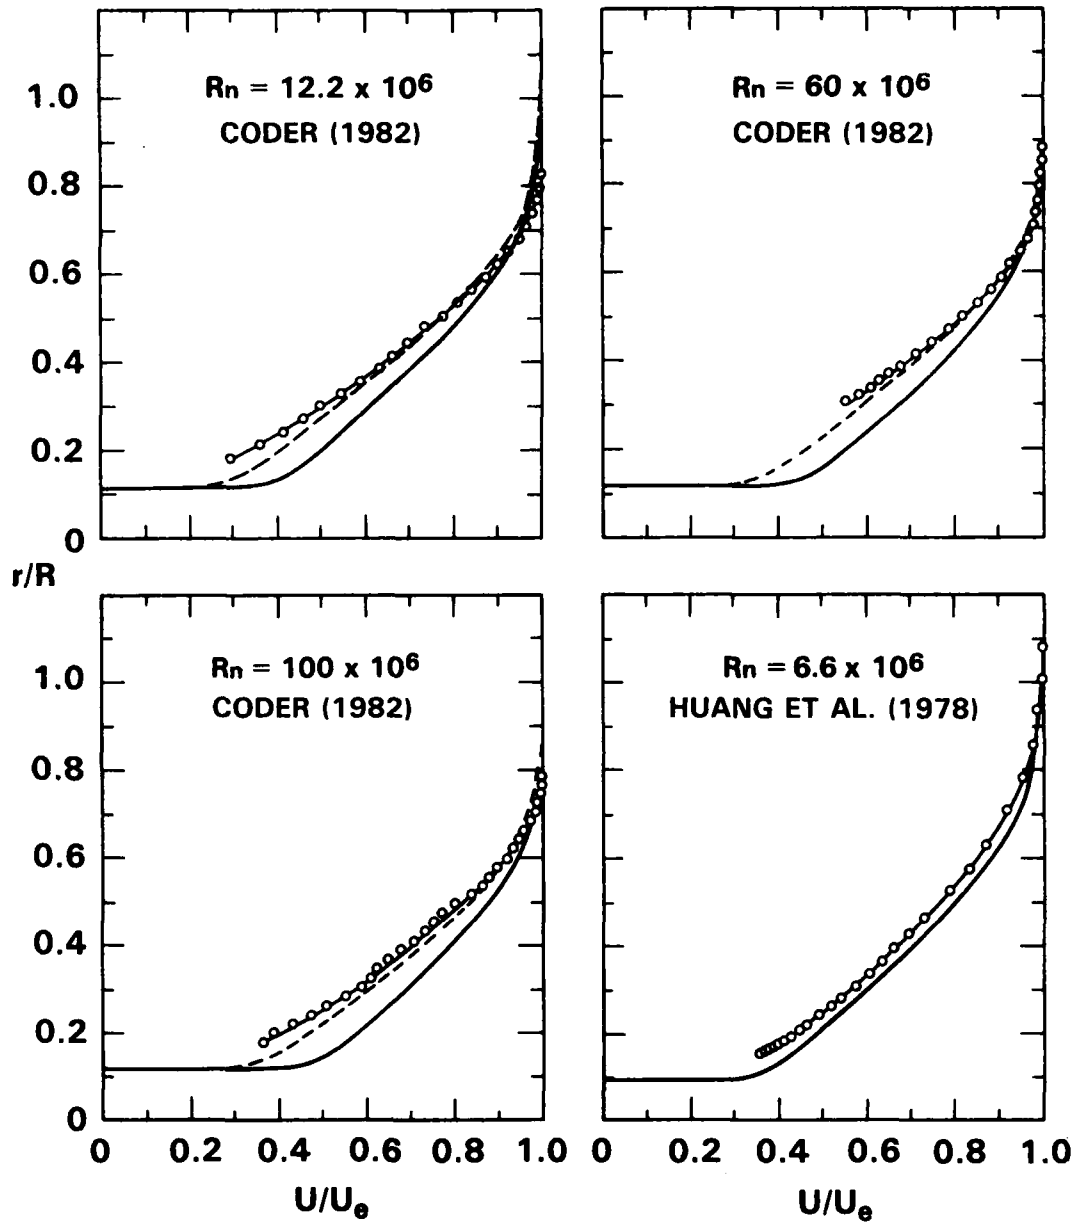 Rn = 12.2 x 10⁶
CODER (1982)
Rn = 60 x 10⁶
CODER (1982)
1.0
0.8
0.6
0.4
0.2
0
r/R
Rn = 100 x 10⁶
CODER (1982)
Rn = 6.6 x 10⁶
HUANG ET AL. (1978)
1.0
0.8
0.6
0.4
0.2
0
0 0.2 0.4 0.6 0.8 1.0
0 0.2 0.4 0.6 0.8 1.0
U/Uₑ
U/Uₑ